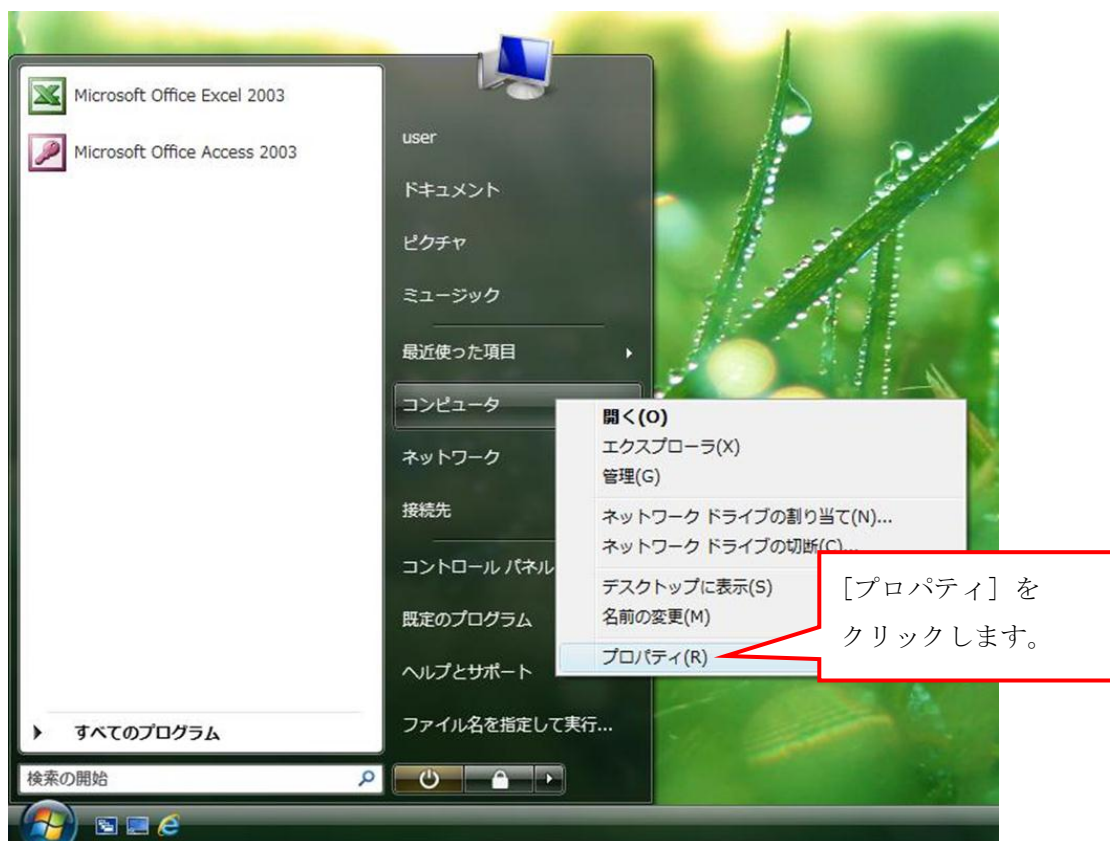 Microsoft Office Excel 2003
Microsoft Office Access 2003
すべてのプログラム
検索の開始
user
ドキュメント
ピクチャ
ミュージック
最近使った項目
コンピュータ
ネットワーク
接続先
コントロール パネル
既定のプログラム
ヘルプとサポート
ファイル名を指定して実行...
開く(O)
エクスプローラ(X)
管理(G)
ネットワーク ドライブの割り当て(N)...
ネットワーク ドライブの切断(C)...
デスクトップに表示(S)
名前の変更(M)
プロパティ(R)
［プロパティ］を
クリックします。